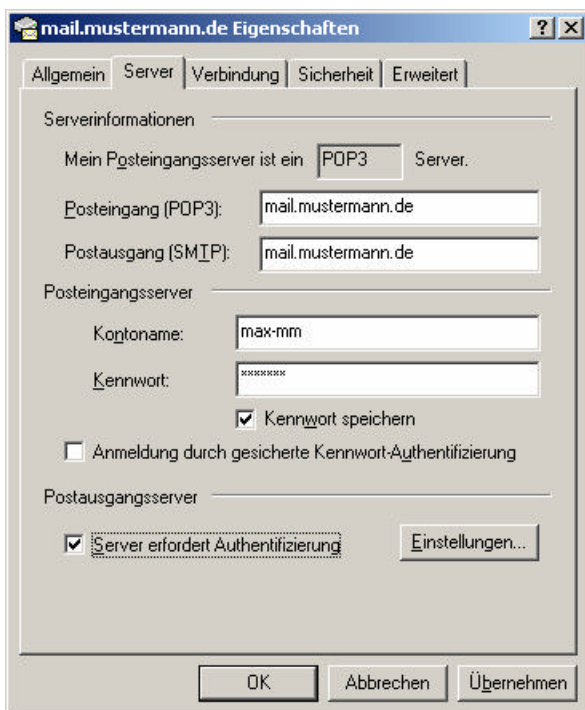 mail.mustermann.de Eigenschaften
Allgemein Server Verbindung Sicherheit Erweitert
Serverinformationen
Mein Posteingangsserver ist ein POP3 Server.
Posteingang (POP3): mail.mustermann.de
Postausgang (SMTP): mail.mustermann.de
Posteingangsserver
Kontoname: max-mm
Kennwort: *******
Kennwort speichern
Anmeldung durch gesicherte Kennwort-Authentifizierung
Postausgangsserver
Server erfordert Authentifizierung Einstellungen...
OK Abbrechen Übernehmen